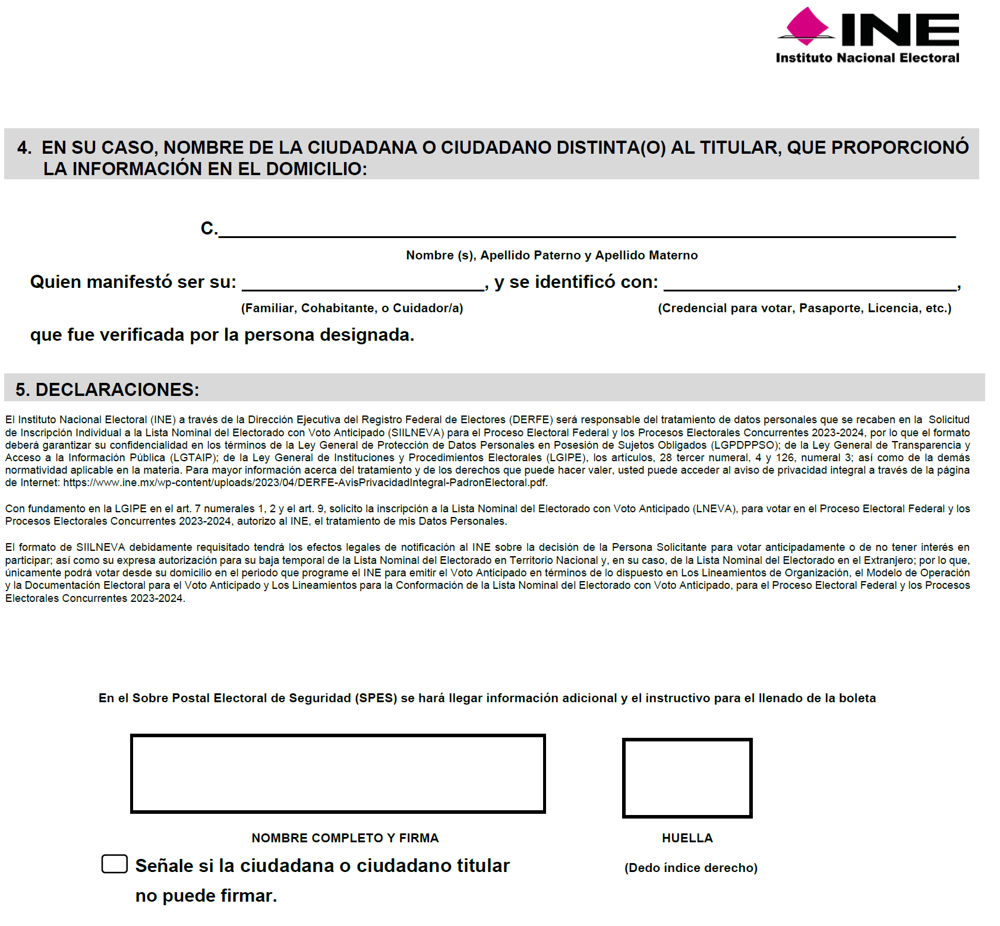 INE
Instituto Nacional Electoral
4. EN SU CASO, NOMBRE DE LA CIUDADANA O CIUDADANO DISTINTA(O) AL TITULAR, QUE PROPORCIONÓ
LA INFORMACIÓN EN EL DOMICILIO:
C.
Nombre (s), Apellido Paterno y Apellido Materno
Quien manifestó ser su: ________________________, y se identificó con: _____________________________,
(Familiar, Cohabitante, o Cuidador/a) (Credencial para votar, Pasaporte, Licencia, etc.)
que fue verificada por la persona designada.
5. DECLARACIONES:
El Instituto Nacional Electoral (INE) a través de la Dirección Ejecutiva del Registro Federal de Electores (DERFE) será responsable del tratamiento de datos personales que se recaben en la Solicitud
de Inscripción Individual a la Lista Nominal del Electorado con Voto Anticipado (SIILNEVA) para el Proceso Electoral Federal y los Procesos Electorales Concurrentes 2023-2024, por lo que el formato
deberá garantizar su confidencialidad en los términos de la Ley General de Protección de Datos Personales en Posesión de Sujetos Obligados (LGPDPPSO); de la Ley General de Transparencia y
Acceso a la Información Pública (LGTAIP); de la Ley General de Instituciones y Procedimientos Electorales (LGIPE), los artículos, 28 tercer numeral, 4 y 126, numeral 3; así como de la demás
normatividad aplicable en la materia. Para mayor información acerca del tratamiento y de los derechos que puede hacer valer, usted puede acceder al aviso de privacidad integral a través de la página
de Internet: https://www.ine.mx/wp-content/uploads/2023/04/DERFE-AvisPrivacidadIntegral-PadronElectoral.pdf.
Con fundamento en la LGIPE en el art. 7 numerales 1, 2 y el art. 9, solicito la inscripción a la Lista Nominal del Electorado con Voto Anticipado (LNEVA), para votar en el Proceso Electoral Federal y los
Procesos Electorales Concurrentes 2023-2024, autorizo al INE, el tratamiento de mis Datos Personales.
El formato de SIILNEVA debidamente requisitado tendrá los efectos legales de notificación al INE sobre la decisión de la Persona Solicitante para votar anticipadamente o de no tener interés en
participar; así como su expresa autorización para su baja temporal de la Lista Nominal del Electorado en Territorio Nacional y, en su caso, de la Lista Nominal del Electorado en el Extranjero; por lo que,
únicamente podrá votar desde su domicilio en el periodo que programe el INE para emitir el Voto Anticipado en términos de lo dispuesto en Los Lineamientos de Organización, el Modelo de Operación
y la Documentación Electoral para el Voto Anticipado y Los Lineamientos para la Conformación de la Lista Nominal del Electorado con Voto Anticipado, para el Proceso Electoral Federal y los Procesos
Electorales Concurrentes 2023-2024.
En el Sobre Postal Electoral de Seguridad (SPES) se hará llegar información adicional y el instructivo para el llenado de la boleta
NOMBRE COMPLETO Y FIRMA HUELLA
Señale si la ciudadana o ciudadano titular (Dedo índice derecho)
no puede firmar.